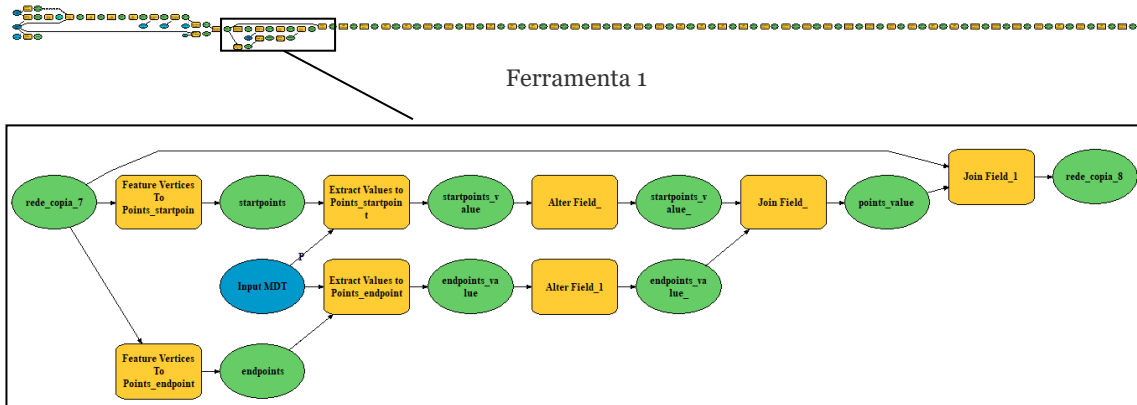 Ferramenta 1
Join Field_1
rede_copia_8
rede_copia_7
Feature Vertices
To
Points_startpoin
startpoints
Extract Values to
Points_startpoin
t
startpoints_v
alue
Alter Field_
startpoints_v
alue_
Join Field_
points_value
P
Input MDT
Extract Values to
Points_endpoint
endpoints_va
lue
Alter Field_1
endpoints_va
lue_
Feature Vertices
To
Points_endpoint
endpoints